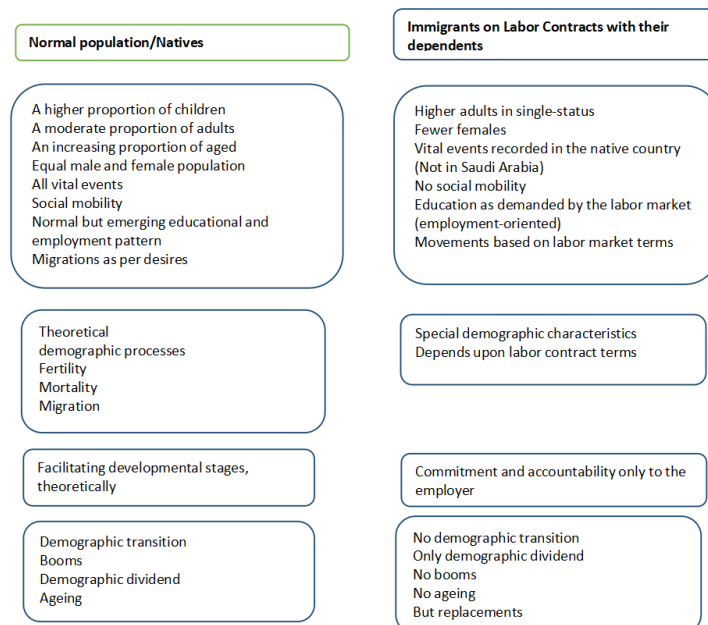 Normal population/Natives
Immigrants on Labor Contracts with their
dependents
A higher proportion of children
A moderate proportion of adults
An increasing proportion of aged
Equal male and female population
All vital events
Social mobility
Normal but emerging educational and
employment pattern
Migrations as per desires
Higher adults in single-status
Fewer females
Vital events recorded in the native country
(Not in Saudi Arabia)
No social mobility
Education as demanded by the labor market
(employment-oriented)
Movements based on labor market terms
Theoretical
demographic processes
Fertility
Mortality
Migration
Special demographic characteristics
Depends upon labor contract terms
Facilitating developmental stages,
theoretically
Commitment and accountability only to the
employer
Demographic transition
Booms
Demographic dividend
Ageing
No demographic transition
Only demographic dividend
No booms
No ageing
But replacements